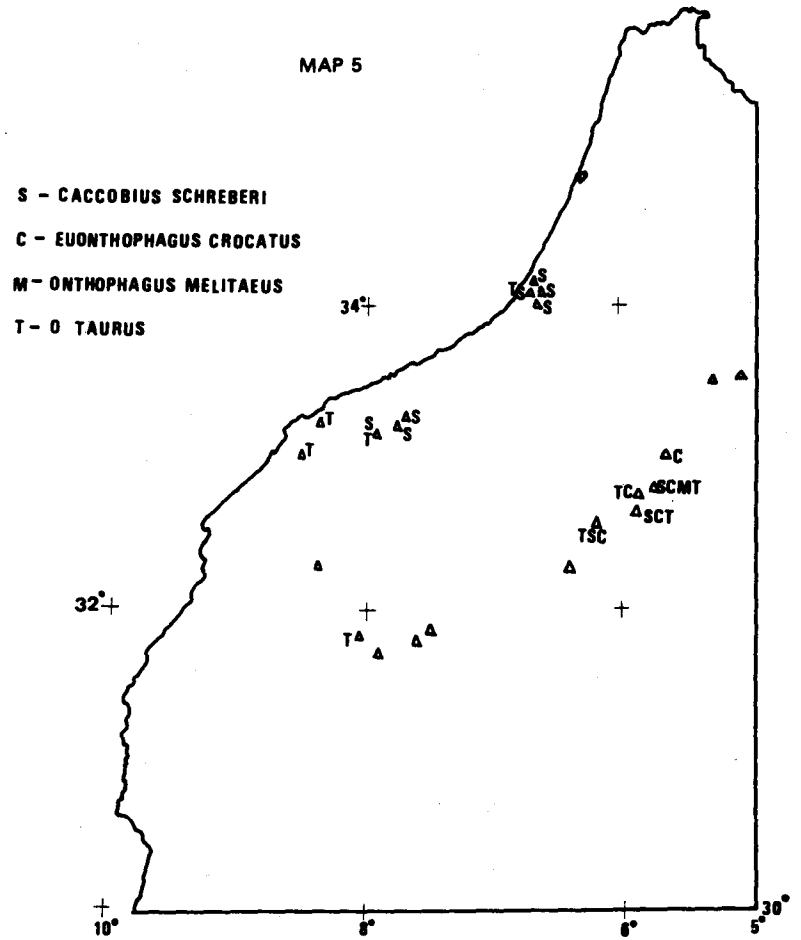 MAP 5
S - CACCOBIUS SCHREBERI
C - EUONTHOPHAGUS CROCATUS
M - ONTHOPHAGUS MELITAEUS
T - O TAURUS
S
TS S
S
34°
T S S
T S
T
C
TC SCMT
SCT
TSC
32°
T
30°
10° 8° 6° 5°